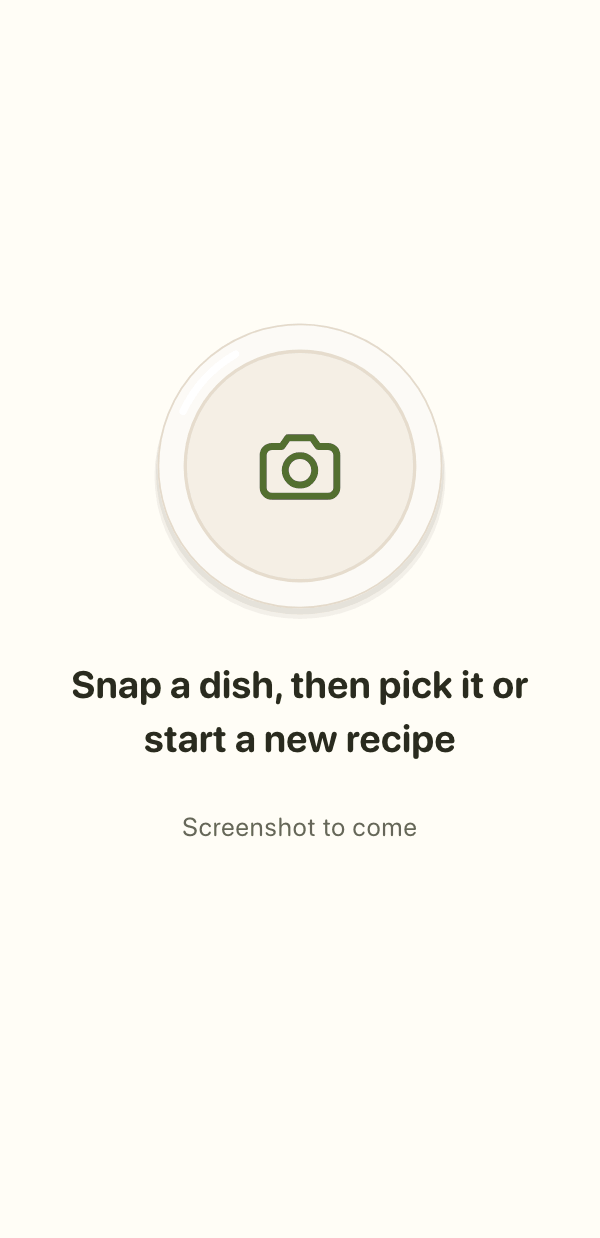 Snap a dish, then pick it or
start a new recipe
Screenshot to come